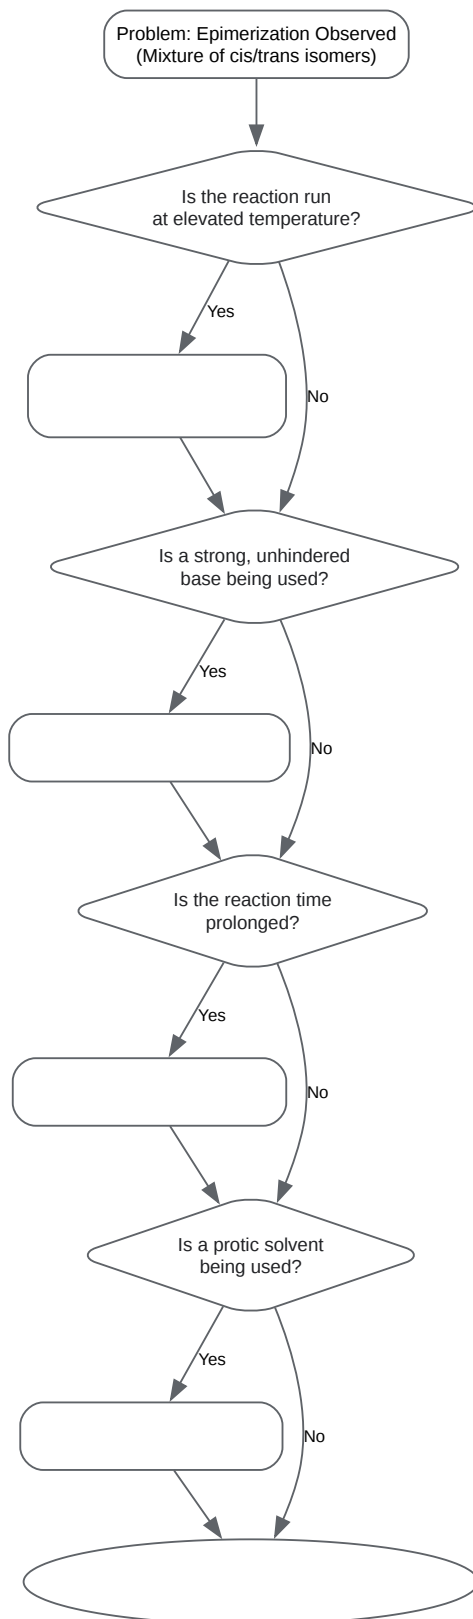 Problem: Epimerization Observed
(Mixture of cis/trans isomers)
Is the reaction run
at elevated temperature?
Yes
No
Is a strong, unhindered
base being used?
Yes
No
Is the reaction time
prolonged?
Yes
No
Is a protic solvent
being used?
Yes
No